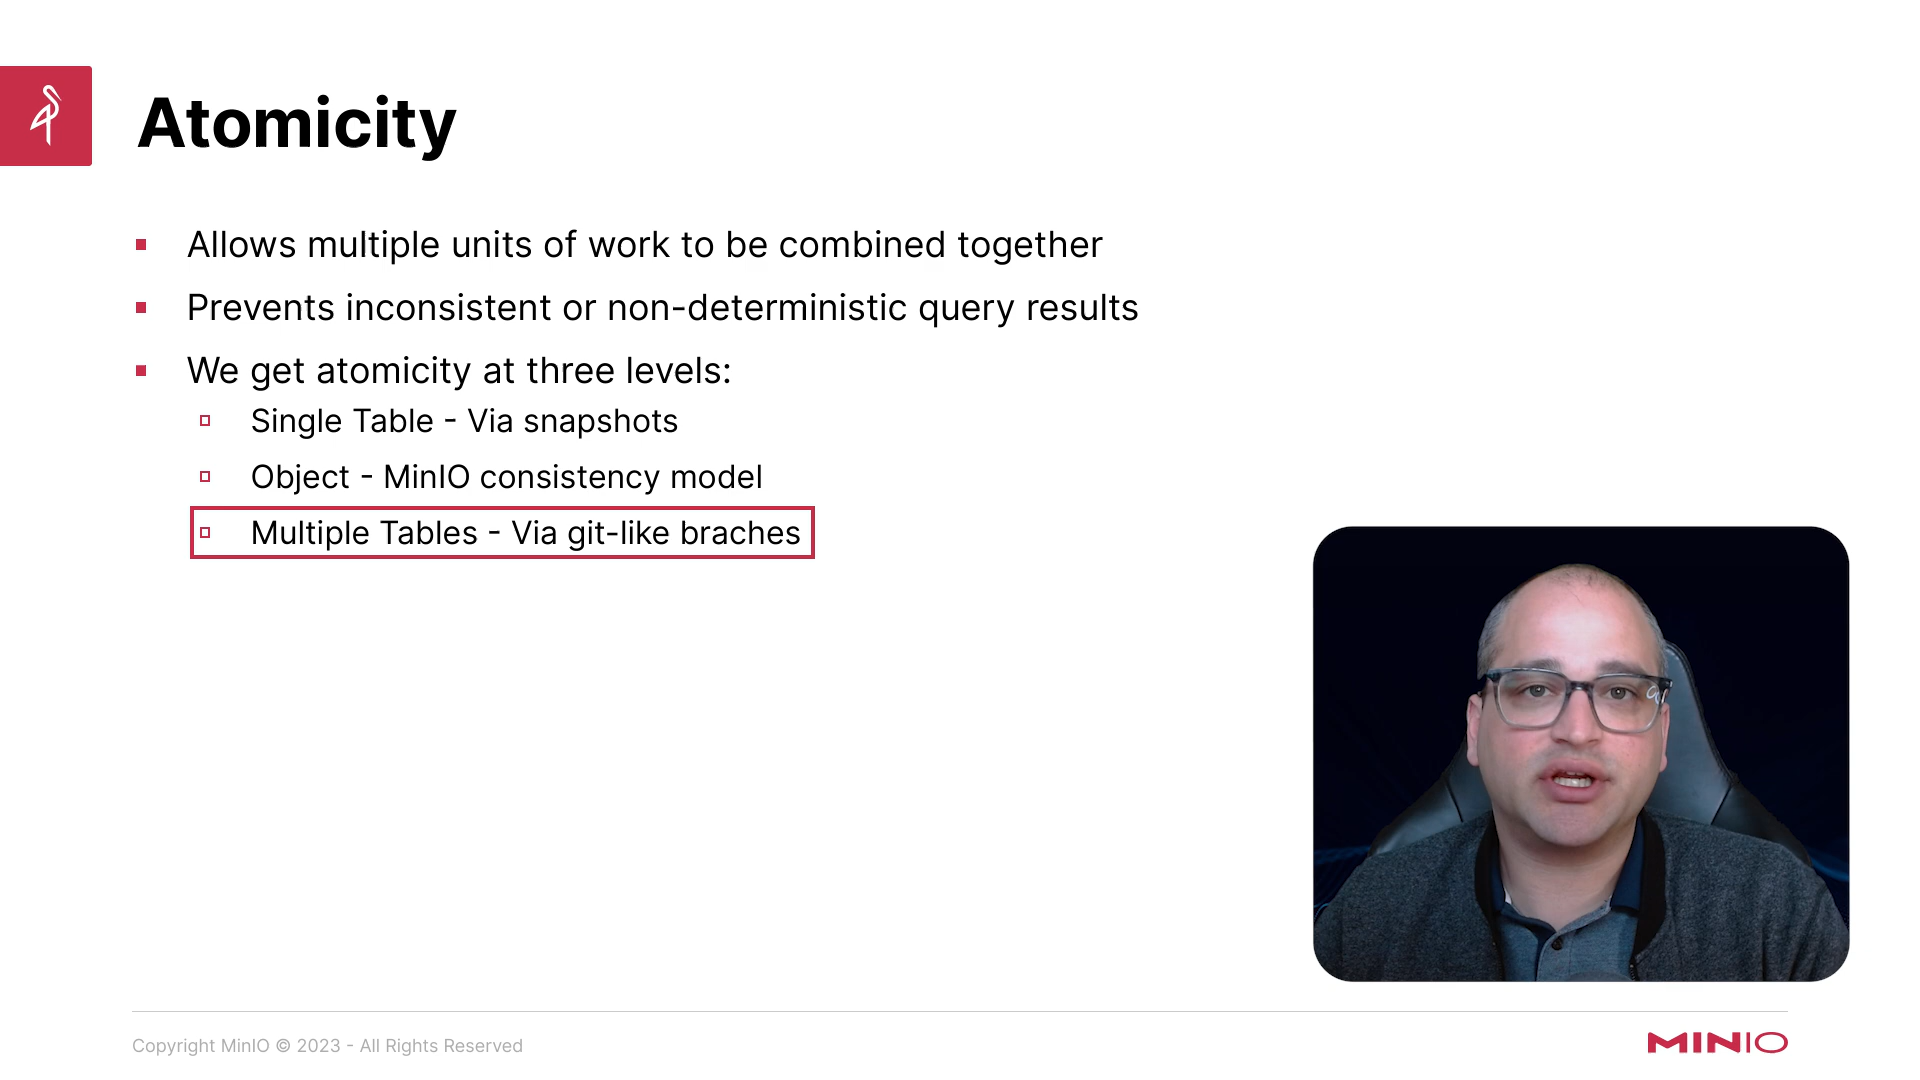 Atomicity
Allows multiple units of work to be combined together
Prevents inconsistent or non-deterministic query results
We get atomicity at three levels:
Single Table - Via snapshots
Object - MinIO consistency model
Multiple Tables - Via git-like braches
Copyright MinIO © 2023 - All Rights Reserved
MINIO